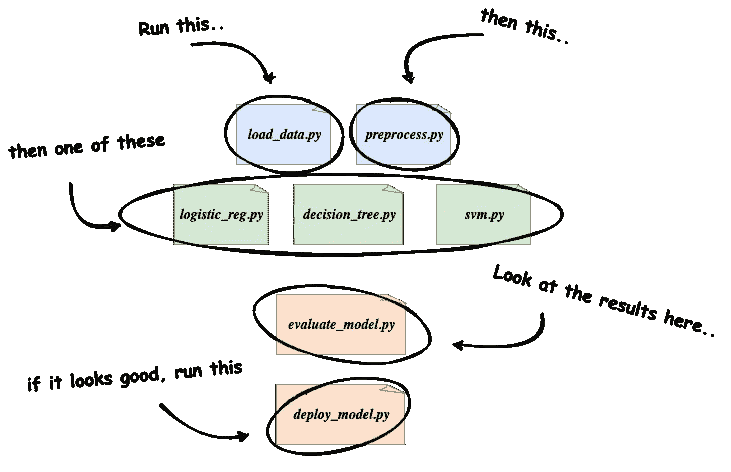 Run this..
then this..
load_data.py
preprocess.py
then one of these
logistic_reg.py
decision_tree.py
svm.py
Look at the results here..
evaluate_model.py
if it looks good, run this
deploy_model.py